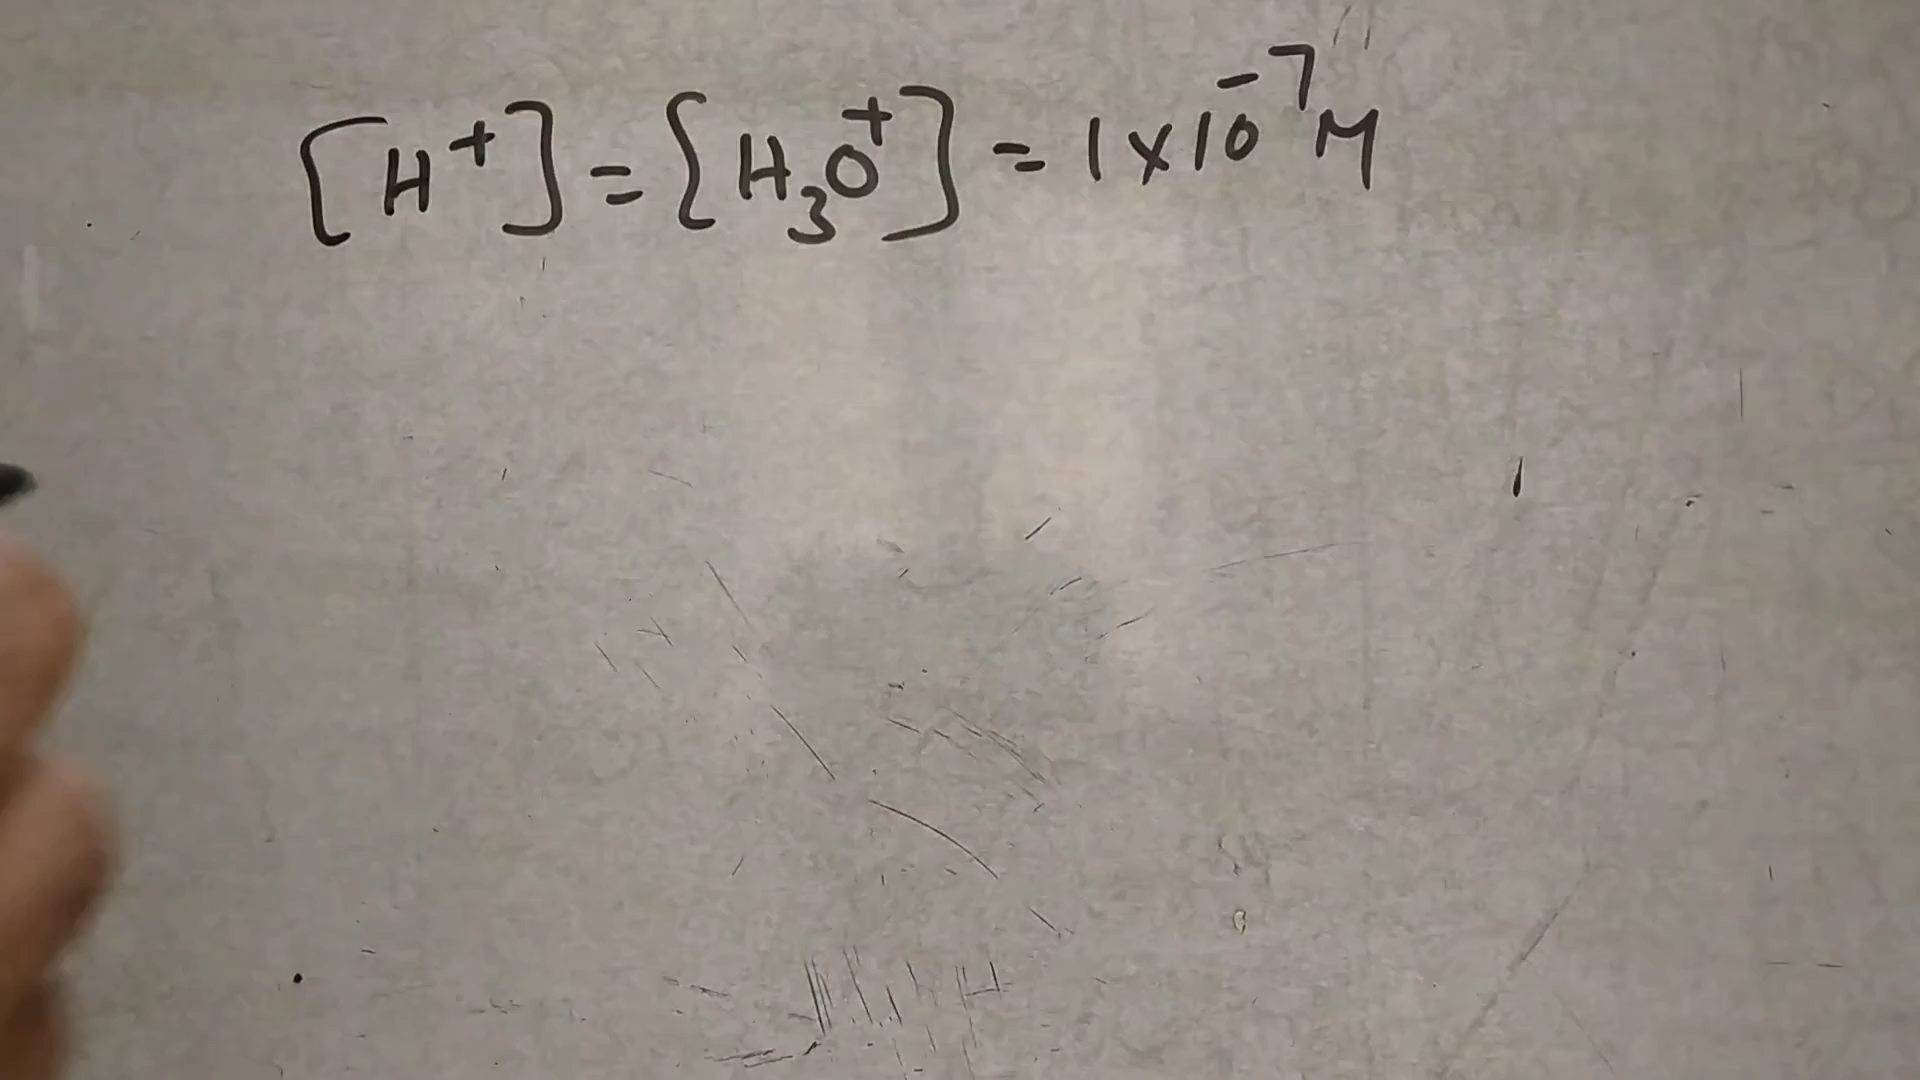 [H⁺] = [H₃O⁺] = 1 x 10⁻⁷ M